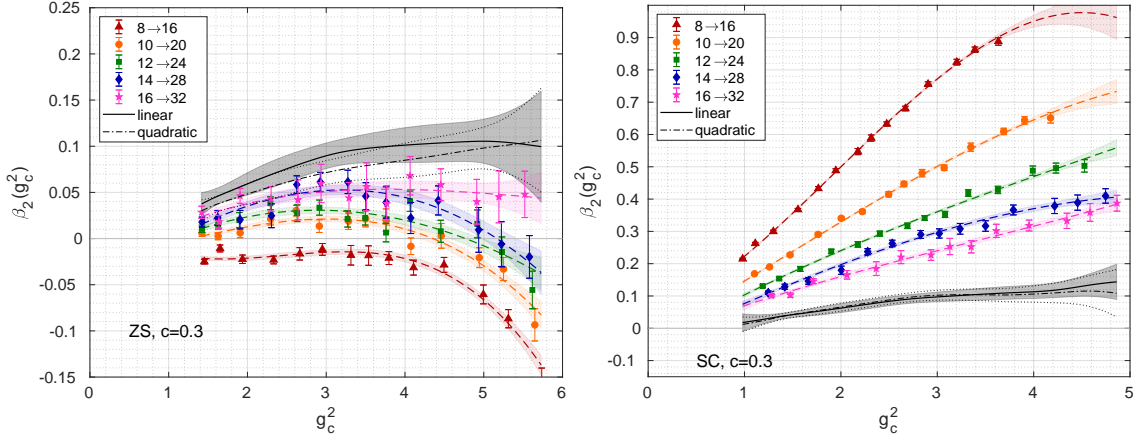 0.25
0.2
0.15
0.1
0.05
0
-0.05
-0.1
-0.15
β₂(g_c²)
8→16
10→20
12→24
14→28
16→32
linear
quadratic
ZS, c=0.3
0 1 2 3 4 5 6
g_c²
0.9
0.8
0.7
0.6
0.5
0.4
0.3
0.2
0.1
0
-0.1
β₂(g_c²)
8→16
10→20
12→24
14→28
16→32
linear
quadratic
SC, c=0.3
0 1 2 3 4 5
g_c²